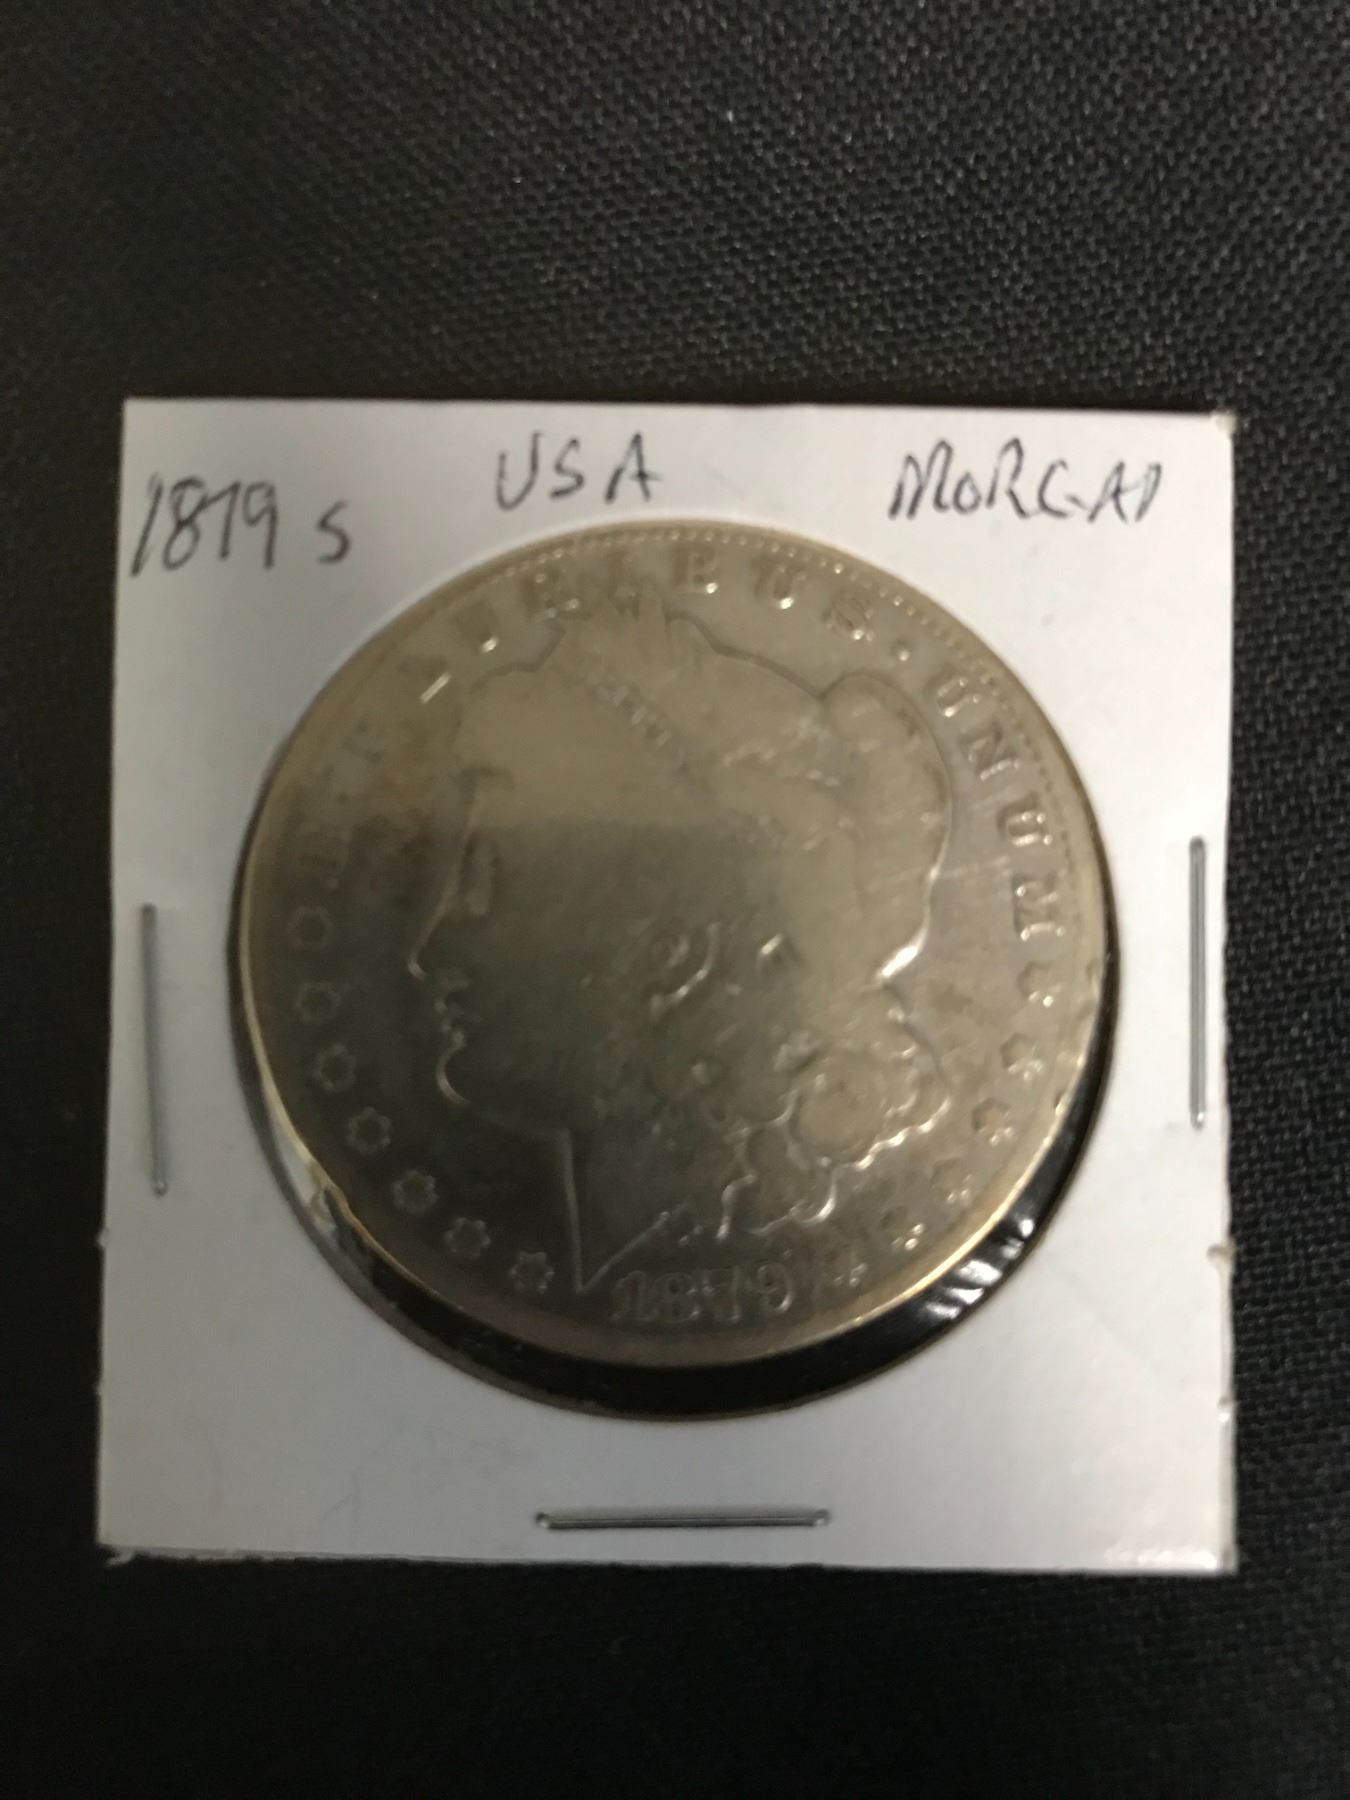 1879 S USA MORGAN
PLURIBUS · UNUM
1879